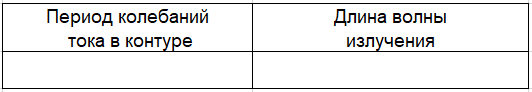 Период колебаний
тока в контуре
Длина волны
излучения